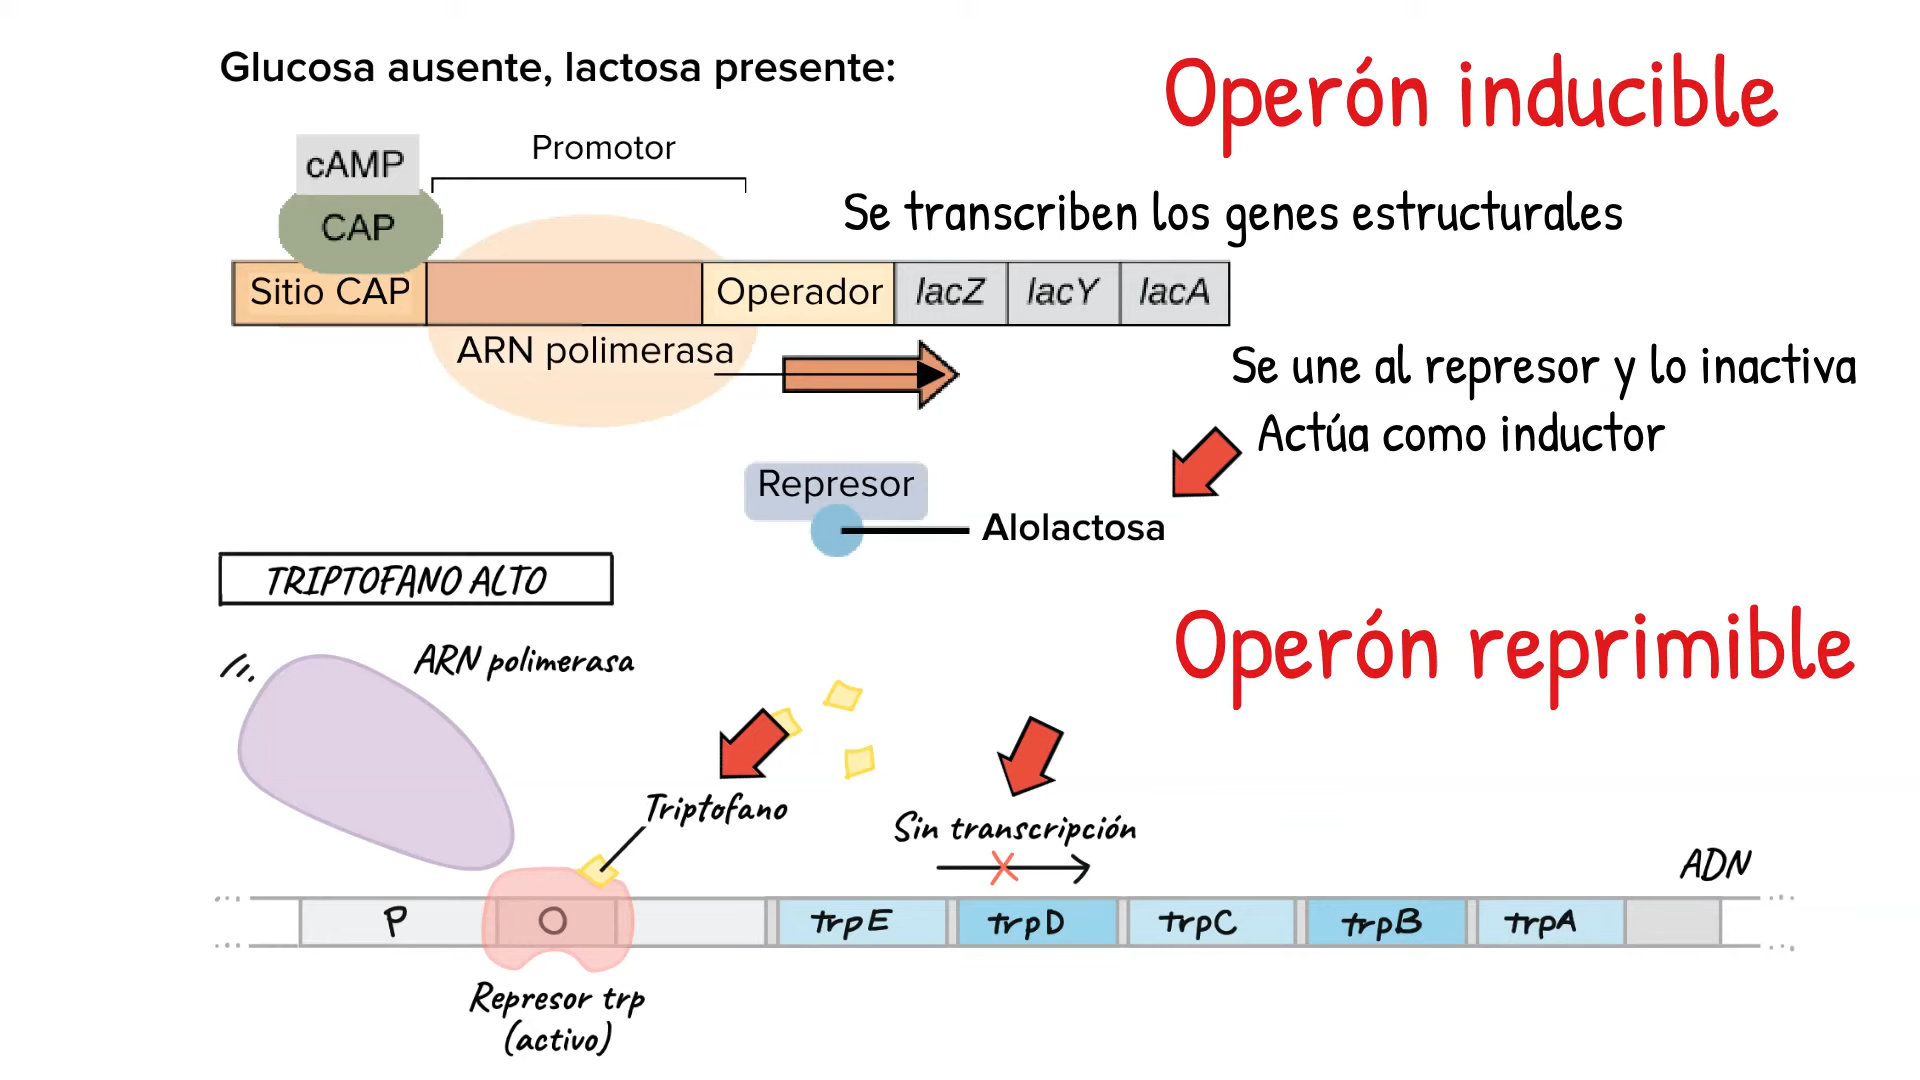 Glucosa ausente, lactosa presente:
Operón inducible
cAMP
Promotor
CAP
Se transcriben los genes estructurales
Sitio CAP
Operador
lacZ
lacY
lacA
ARN polimerasa
Se une al represor y lo inactiva
Actúa como inductor
Represor
Alolactosa
TRIPTOFANO ALTO
Operón reprimible
ARN polimerasa
Triptofano
Sin transcripción
ADN
P
O
trpE
trpD
trpC
trpB
trpA
Represor trp
(activo)